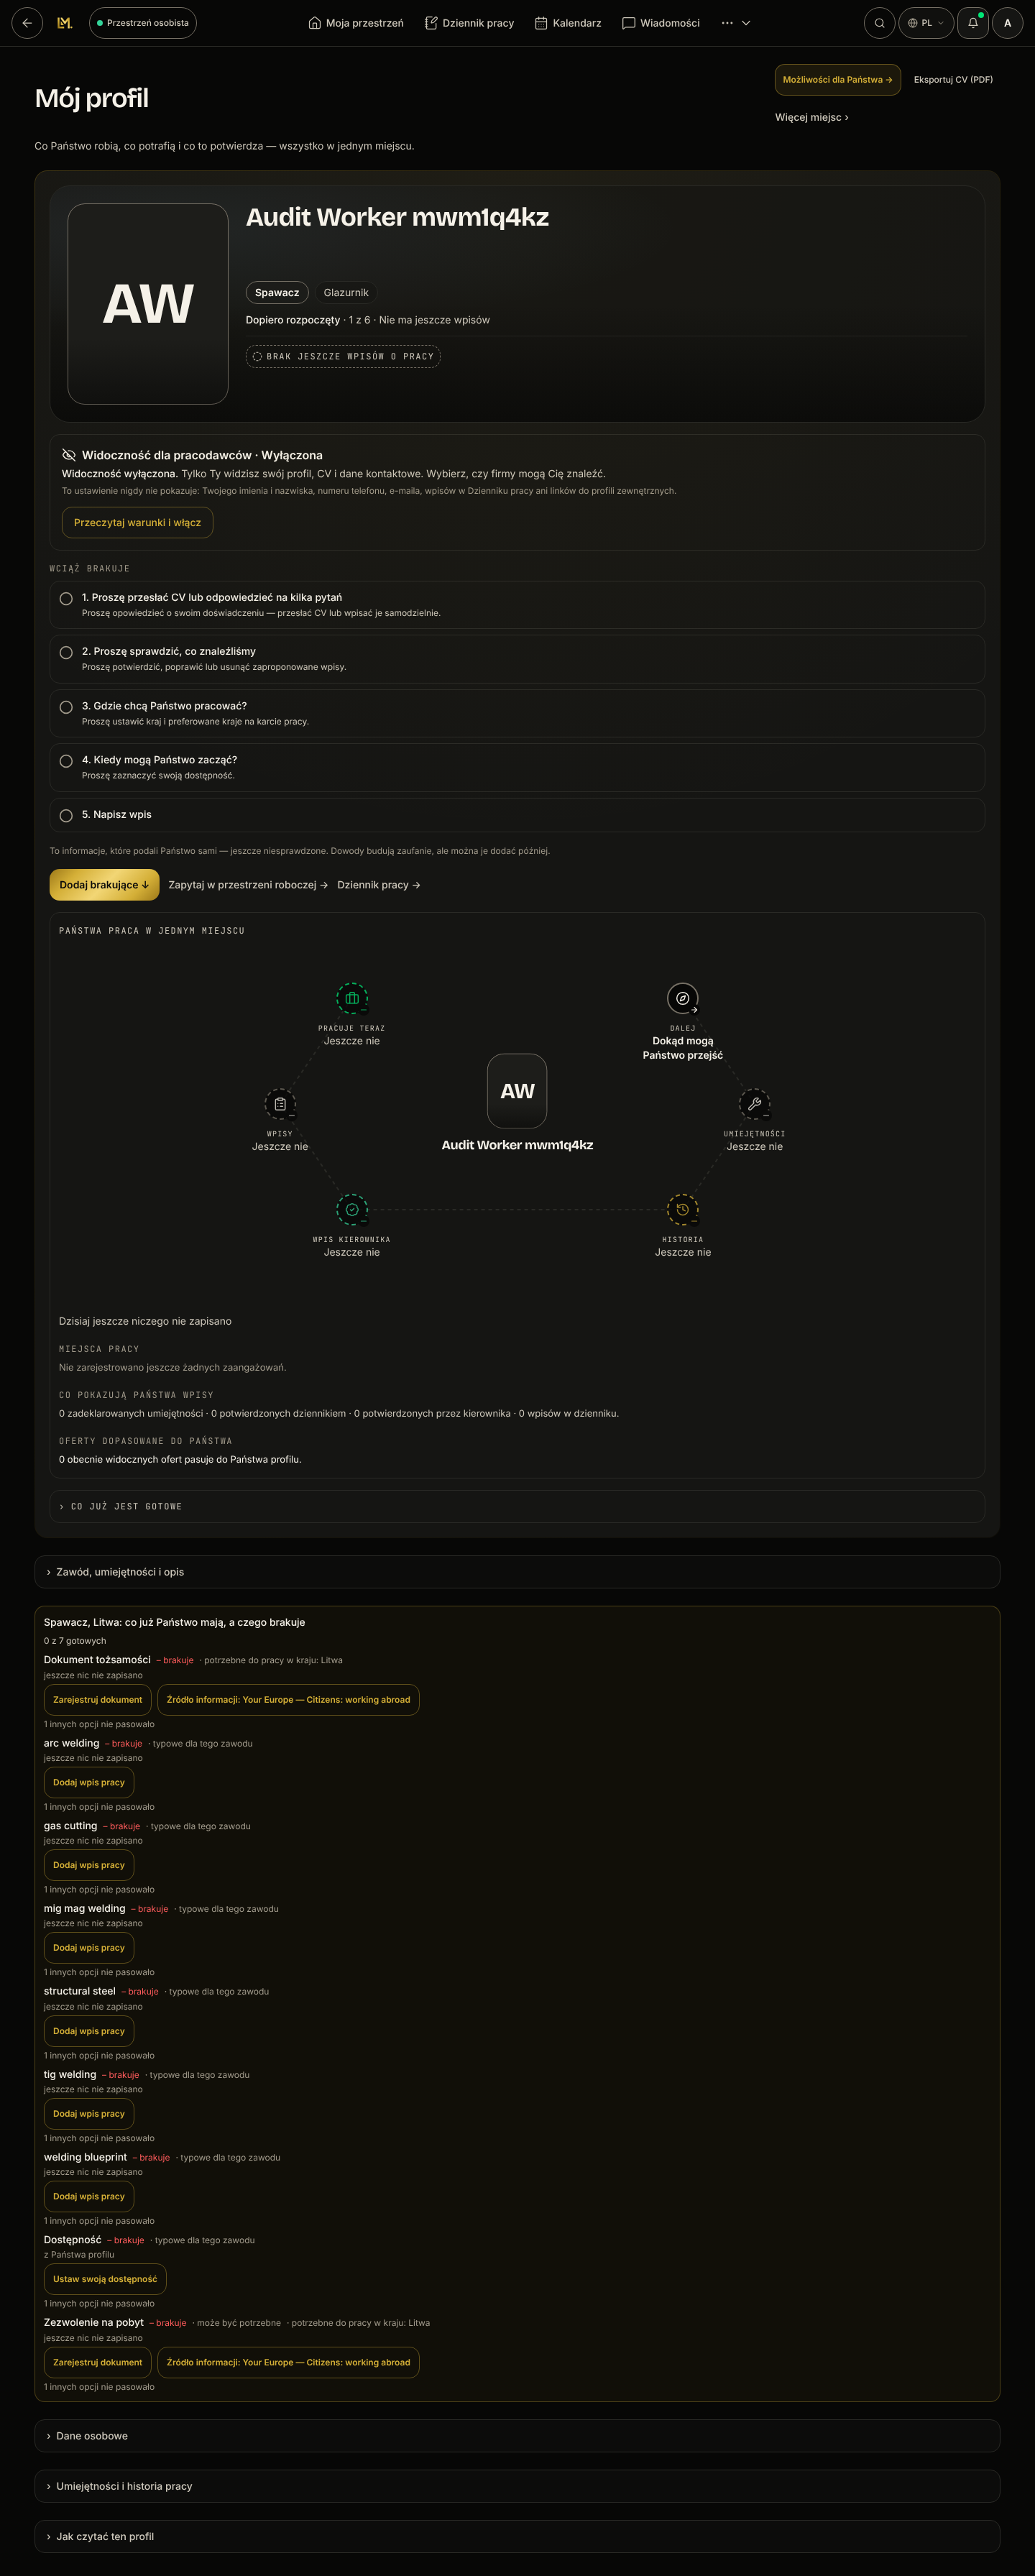 LM.
Przestrzeń osobista
Moja przestrzeń
Dziennik pracy
Kalendarz
Wiadomości
PL
A
Mój profil
Możliwości dla Państwa →
Eksportuj CV (PDF)
Więcej miejsc ›
Co Państwo robią, co potrafią i co to potwierdza — wszystko w jednym miejscu.
AW
Audit Worker mwm1q4kz
Spawacz
Glazurnik
Dopiero rozpoczęty · 1 z 6 · Nie ma jeszcze wpisów
BRAK JESZCZE WPISÓW O PRACY
Widoczność dla pracodawców · Wyłączona
Widoczność wyłączona. Tylko Ty widzisz swój profil, CV i dane kontaktowe. Wybierz, czy firmy mogą Cię znaleźć.
To ustawienie nigdy nie pokazuje: Twojego imienia i nazwiska, numeru telefonu, e-maila, wpisów w Dzienniku pracy ani linków do profili zewnętrznych.
Przeczytaj warunki i włącz
WCIĄŻ BRAKUJE
1. Proszę przesłać CV lub odpowiedzieć na kilka pytań
Proszę opowiedzieć o swoim doświadczeniu — przesłać CV lub wpisać je samodzielnie.
2. Proszę sprawdzić, co znaleźliśmy
Proszę potwierdzić, poprawić lub usunąć zaproponowane wpisy.
3. Gdzie chcą Państwo pracować?
Proszę ustawić kraj i preferowane kraje na karcie pracy.
4. Kiedy mogą Państwo zacząć?
Proszę zaznaczyć swoją dostępność.
5. Napisz wpis
To informacje, które podali Państwo sami — jeszcze niesprawdzone. Dowody budują zaufanie, ale można je dodać później.
Dodaj brakujące ↓
Zapytaj w przestrzeni roboczej →
Dziennik pracy →
PAŃSTWA PRACA W JEDNYM MIEJSCU
PRACUJE TERAZ
Jeszcze nie
DALEJ
Dokąd mogą
Państwo przejść
AW
Audit Worker mwm1q4kz
WPISY
Jeszcze nie
UMIEJĘTNOŚCI
Jeszcze nie
WPIS KIEROWNIKA
Jeszcze nie
HISTORIA
Jeszcze nie
Dzisiaj jeszcze niczego nie zapisano
MIEJSCA PRACY
Nie zarejestrowano jeszcze żadnych zaangażowań.
CO POKAZUJĄ PAŃSTWA WPISY
0 zadeklarowanych umiejętności · 0 potwierdzonych dziennikiem · 0 potwierdzonych przez kierownika · 0 wpisów w dzienniku.
OFERTY DOPASOWANE DO PAŃSTWA
0 obecnie widocznych ofert pasuje do Państwa profilu.
› CO JUŻ JEST GOTOWE
› Zawód, umiejętności i opis
Spawacz, Litwa: co już Państwo mają, a czego brakuje
0 z 7 gotowych
Dokument tożsamości – brakuje · potrzebne do pracy w kraju: Litwa
jeszcze nic nie zapisano
Zarejestruj dokument
Źródło informacji: Your Europe — Citizens: working abroad
1 innych opcji nie pasowało
arc welding – brakuje · typowe dla tego zawodu
jeszcze nic nie zapisano
Dodaj wpis pracy
1 innych opcji nie pasowało
gas cutting – brakuje · typowe dla tego zawodu
jeszcze nic nie zapisano
Dodaj wpis pracy
1 innych opcji nie pasowało
mig mag welding – brakuje · typowe dla tego zawodu
jeszcze nic nie zapisano
Dodaj wpis pracy
1 innych opcji nie pasowało
structural steel – brakuje · typowe dla tego zawodu
jeszcze nic nie zapisano
Dodaj wpis pracy
1 innych opcji nie pasowało
tig welding – brakuje · typowe dla tego zawodu
jeszcze nic nie zapisano
Dodaj wpis pracy
1 innych opcji nie pasowało
welding blueprint – brakuje · typowe dla tego zawodu
jeszcze nic nie zapisano
Dodaj wpis pracy
1 innych opcji nie pasowało
Dostępność – brakuje · typowe dla tego zawodu
z Państwa profilu
Ustaw swoją dostępność
1 innych opcji nie pasowało
Zezwolenie na pobyt – brakuje · może być potrzebne · potrzebne do pracy w kraju: Litwa
jeszcze nic nie zapisano
Zarejestruj dokument
Źródło informacji: Your Europe — Citizens: working abroad
1 innych opcji nie pasowało
› Dane osobowe
› Umiejętności i historia pracy
› Jak czytać ten profil